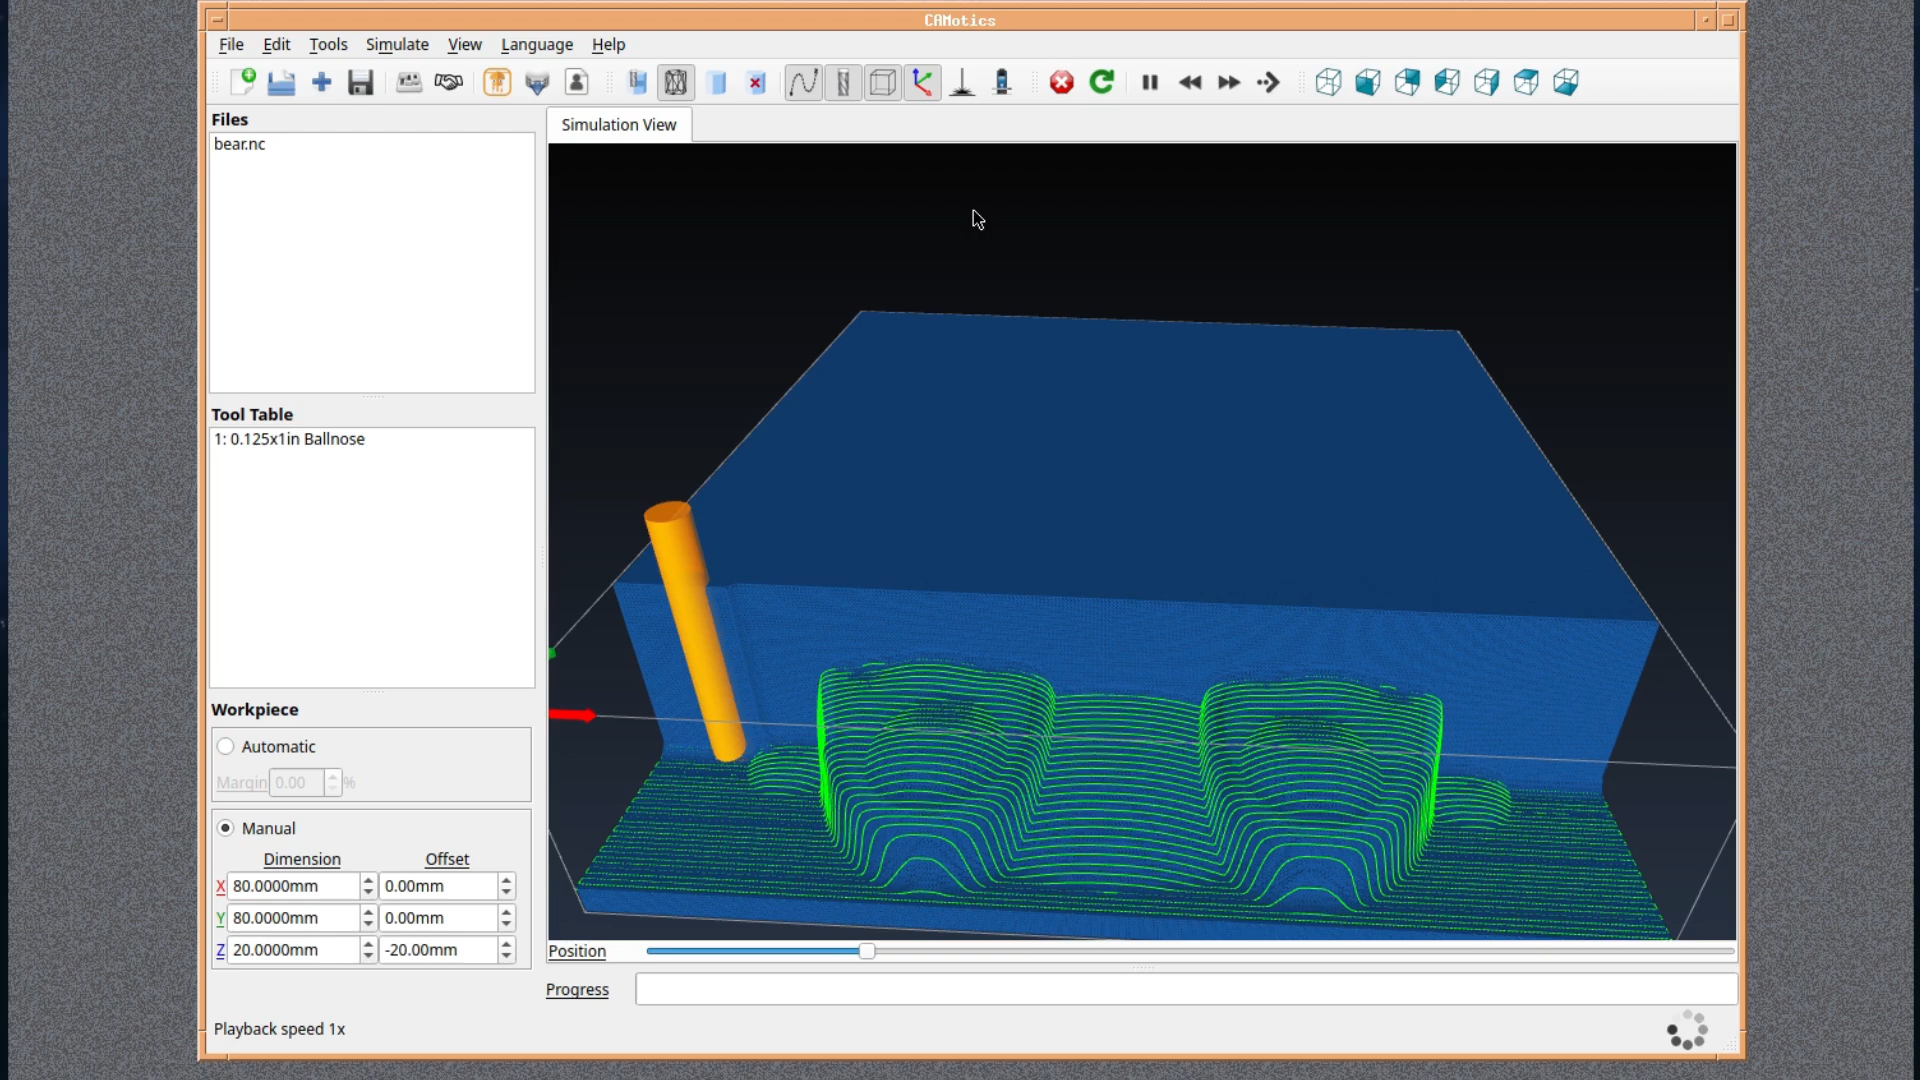 CAMotics
File Edit Tools Simulate View Language Help
Files
bear.nc
Simulation View
Tool Table
1: 0.125x1in Ballnose
Workpiece
Automatic
Margin 0.00 %
Manual
Dimension Offset
X 80.0000mm 0.00mm
Y 80.0000mm 0.00mm
Z 20.0000mm -20.00mm
Position
Progress
Playback speed 1x